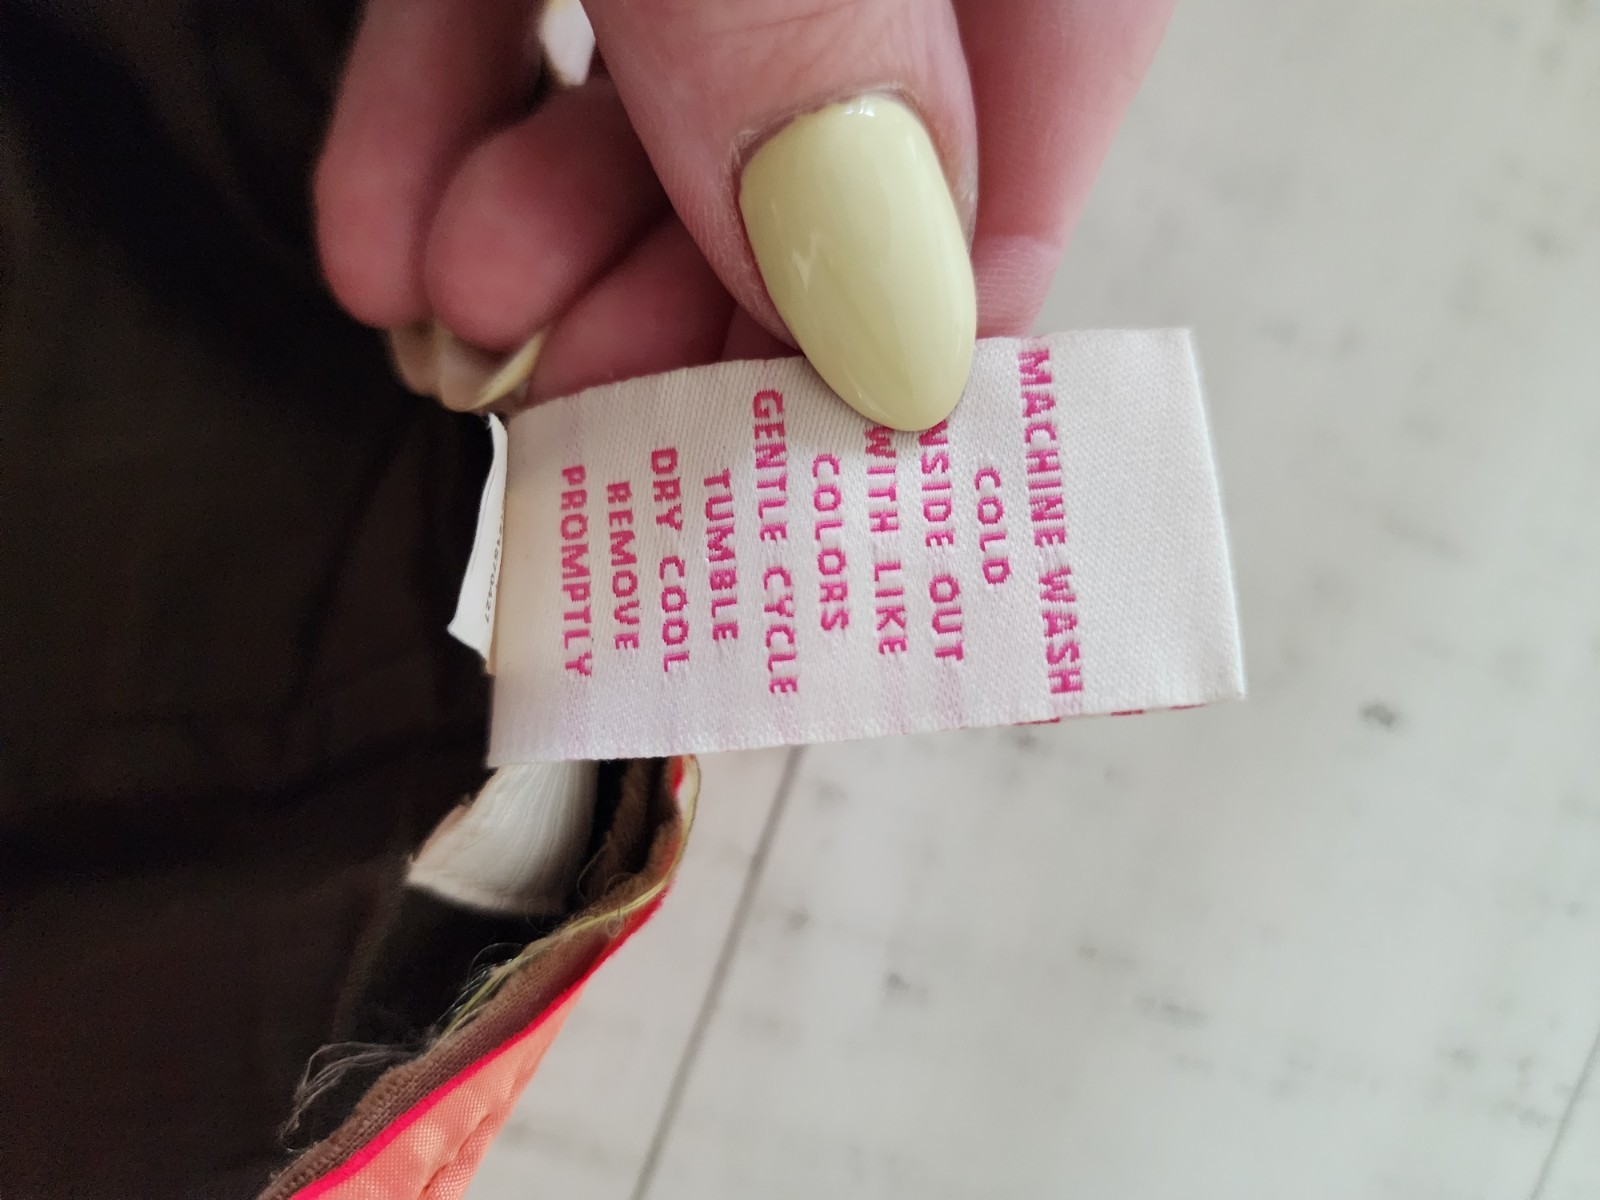 MACHINE WASH
COLD
INSIDE OUT
WITH LIKE
COLORS
GENTLE CYCLE
TUMBLE
DRY COOL
REMOVE
PROMPTLY